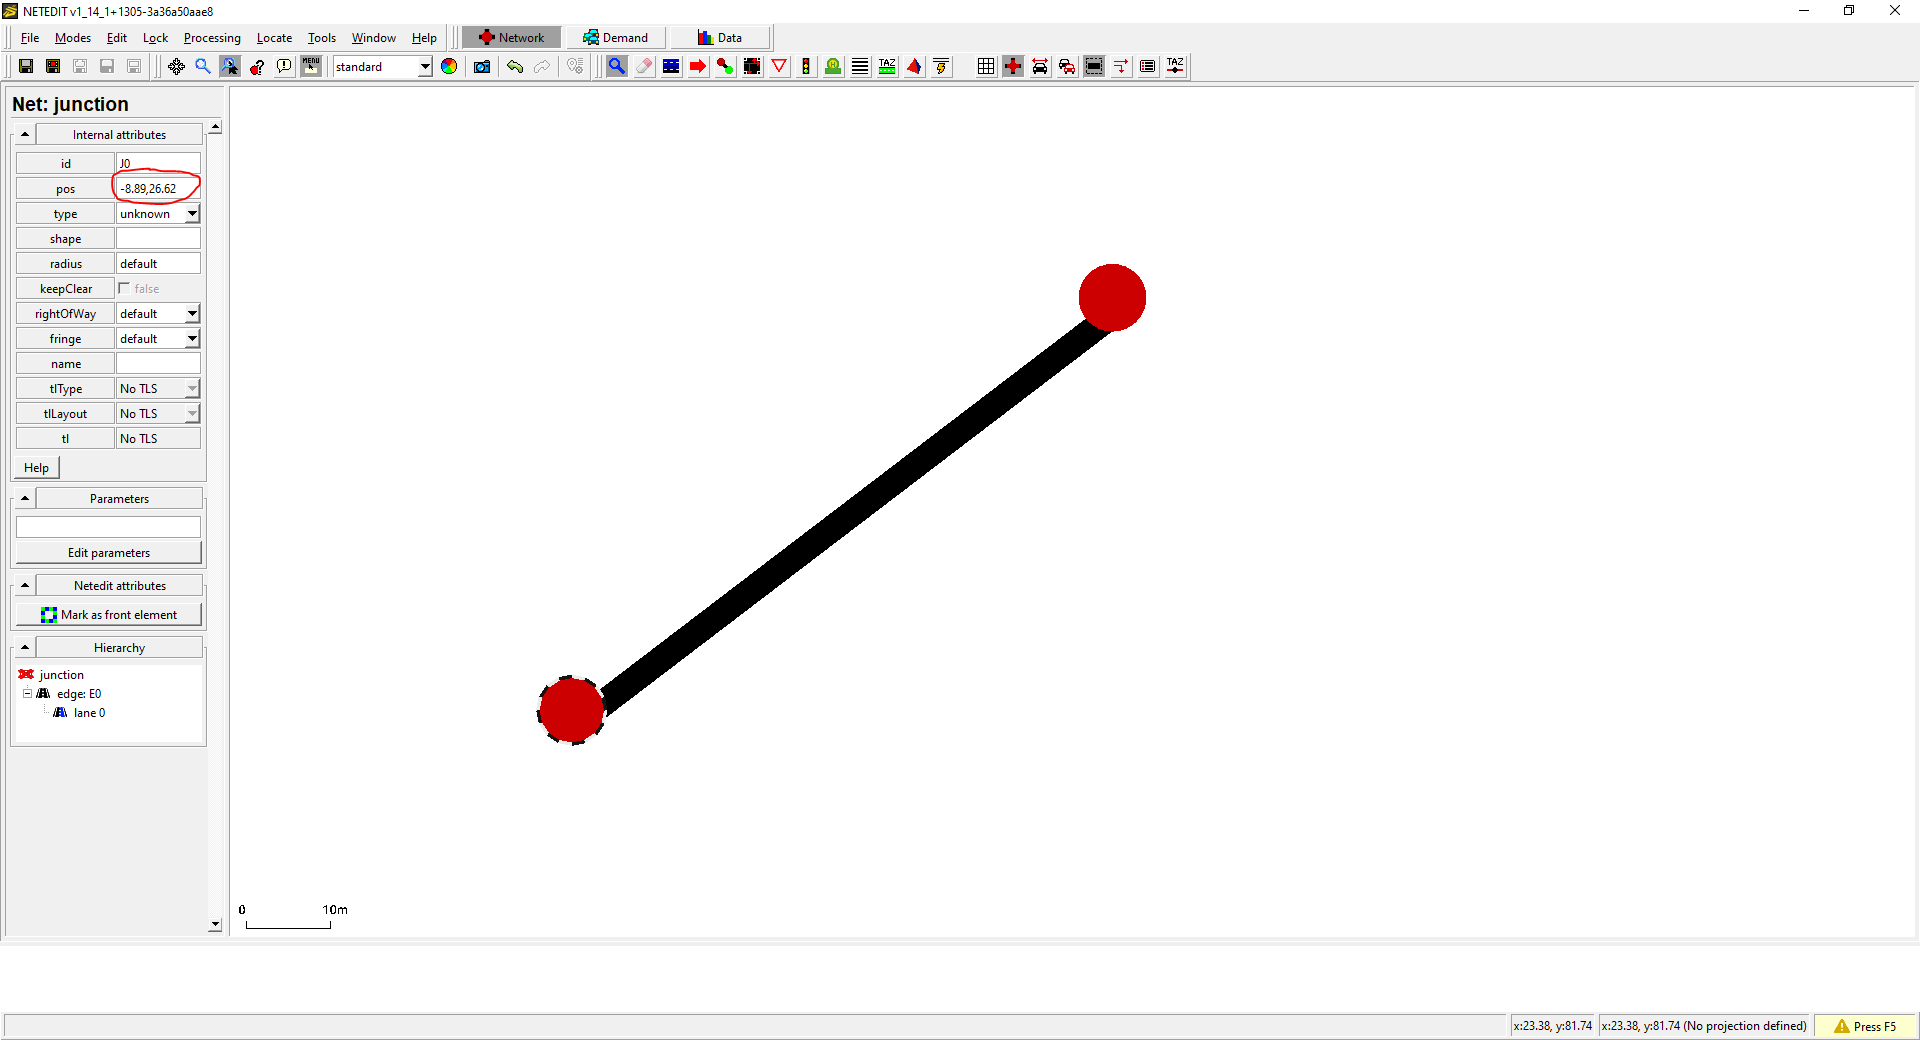 NETEDIT v1_14_1+1305-3a36a50aae8
File Modes Edit Lock Processing Locate Tools Window Help Network Demand Data
MENU standard TAZ TAZ
Net: junction
Internal attributes
id J0
pos -8.89,26.62
type unknown
shape
radius default
keepClear false
rightOfWay default
fringe default
name
tlType No TLS
tlLayout No TLS
tl No TLS
Help
Parameters
Edit parameters
Netedit attributes
Mark as front element
Hierarchy
junction
edge: E0
lane 0
0 10m
x:23.38, y:81.74 x:23.38, y:81.74 (No projection defined) Press F5